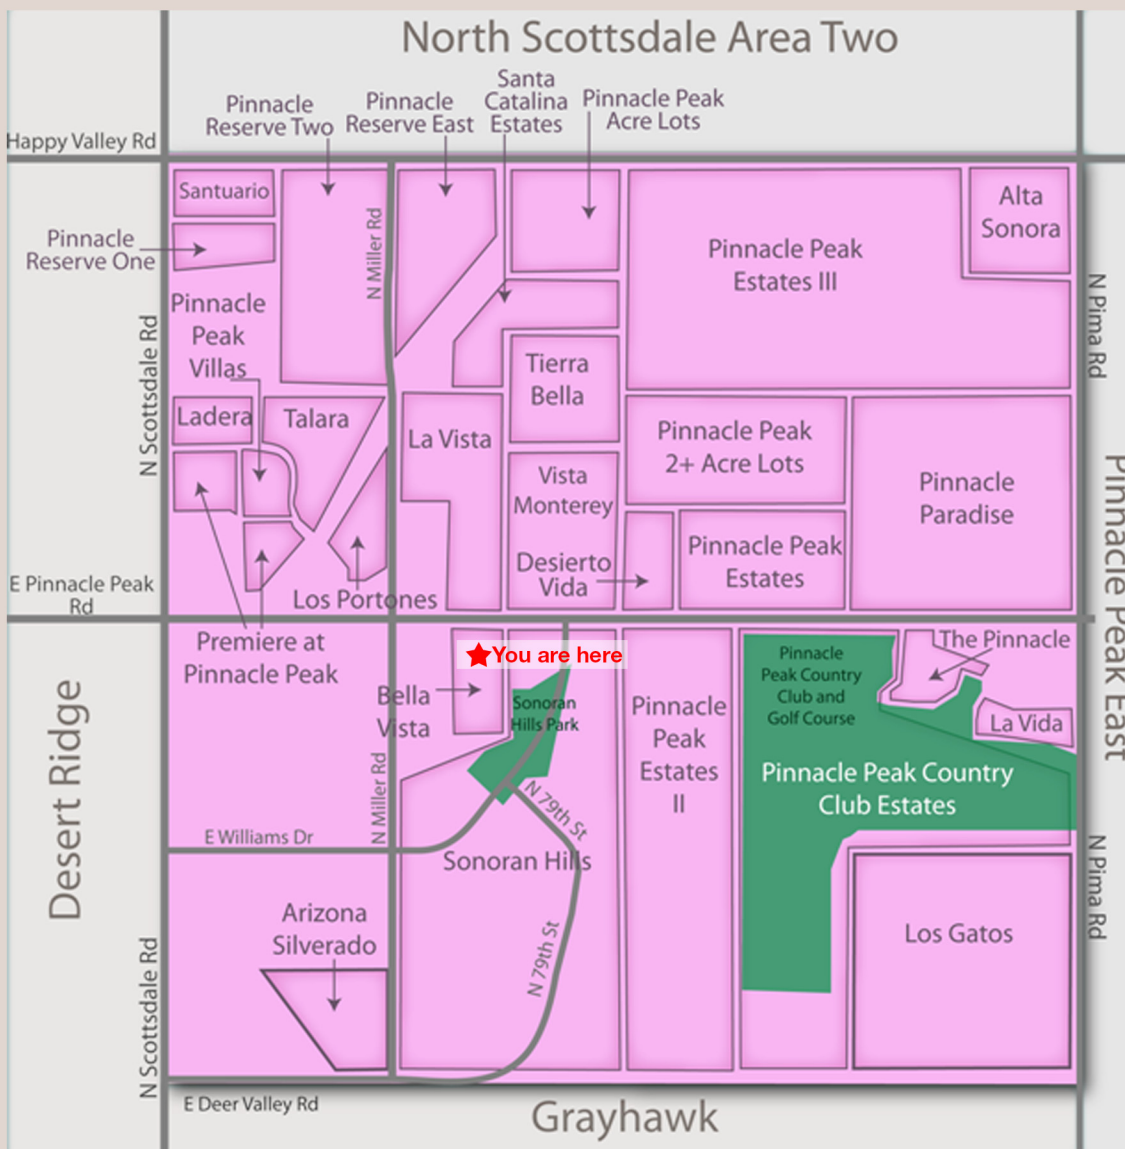 North Scottsdale Area Two
Santa
Catalina
Estates
Pinnacle
Reserve Two
Pinnacle
Reserve East
Pinnacle Peak
Acre Lots
Happy Valley Rd
Santuario
Alta
Sonora
Pinnacle
Reserve One
N Miller Rd
Pinnacle Peak
Estates III
N Pima Rd
Pinnacle
Peak
Villas
N Scottsdale Rd
Tierra
Bella
Ladera
Talara
La Vista
Pinnacle Peak
2+ Acre Lots
Pinnacle
Paradise
Vista
Monterey
Desierto
Vida
Pinnacle Peak
Estates
Pinnacle Peak East
E Pinnacle Peak
Rd
Los Portones
Premiere at
Pinnacle Peak
You are here
Bella
Vista
Sonoran
Hills Park
Pinnacle
Peak
Estates
II
Pinnacle
Peak Country
Club and
Golf Course
The Pinnacle
La Vida
Pinnacle Peak Country
Club Estates
Desert Ridge
N Miller Rd
N 79th St
E Williams Dr
Sonoran Hills
N Pima Rd
Arizona
Silverado
N 79th St
Los Gatos
N Scottsdale Rd
E Deer Valley Rd
Grayhawk